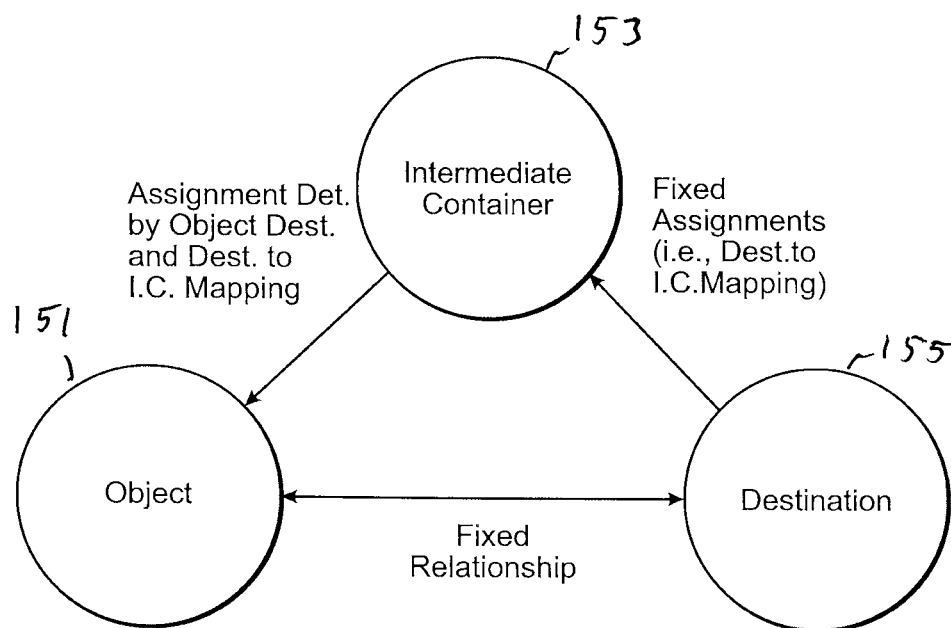 153
Intermediate
Container
Assignment Det.
by Object Dest.
and Dest. to
I.C. Mapping
Fixed
Assignments
(i.e., Dest.to
I.C.Mapping)
151
155
Object
Destination
Fixed
Relationship